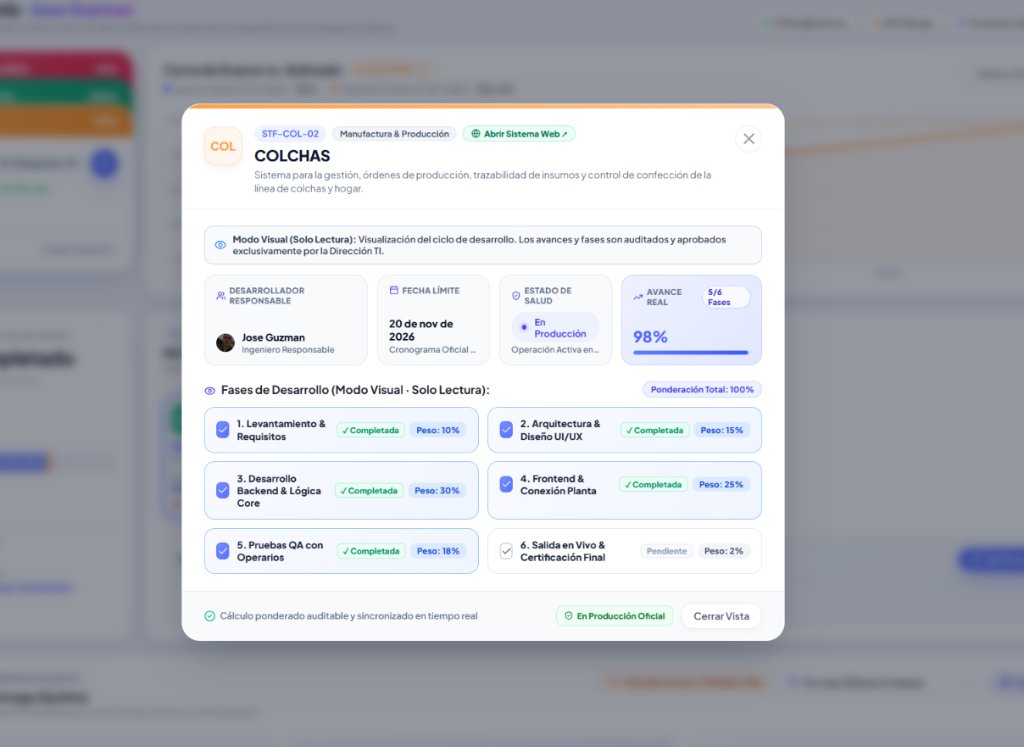 COL
STF-COL-02
Manufactura & Producción
Abrir Sistema Web ↗
COLCHAS
Sistema para la gestión, órdenes de producción, trazabilidad de insumos y control de confección de la
línea de colchas y hogar.
Modo Visual (Solo Lectura): Visualización del ciclo de desarrollo. Los avances y fases son auditados y aprobados
exclusivamente por la Dirección TI.
DESARROLLADOR
RESPONSABLE
Jose Guzman
Ingeniero Responsable
FECHA LÍMITE
20 de nov de
2026
Cronograma Oficial ...
ESTADO DE
SALUD
En
Producción
Operación Activa en...
AVANCE
REAL
5/6
Fases
98%
Fases de Desarrollo (Modo Visual · Solo Lectura):
Ponderación Total: 100%
1. Levantamiento &
Requisitos
✓ Completada
Peso: 10%
2. Arquitectura &
Diseño UI/UX
✓ Completada
Peso: 15%
3. Desarrollo
Backend & Lógica
Core
✓ Completada
Peso: 30%
4. Frontend &
Conexión Planta
✓ Completada
Peso: 25%
5. Pruebas QA con
Operarios
✓ Completada
Peso: 18%
6. Salida en Vivo &
Certificación Final
Pendiente
Peso: 2%
Cálculo ponderado auditable y sincronizado en tiempo real
En Producción Oficial
Cerrar Vista